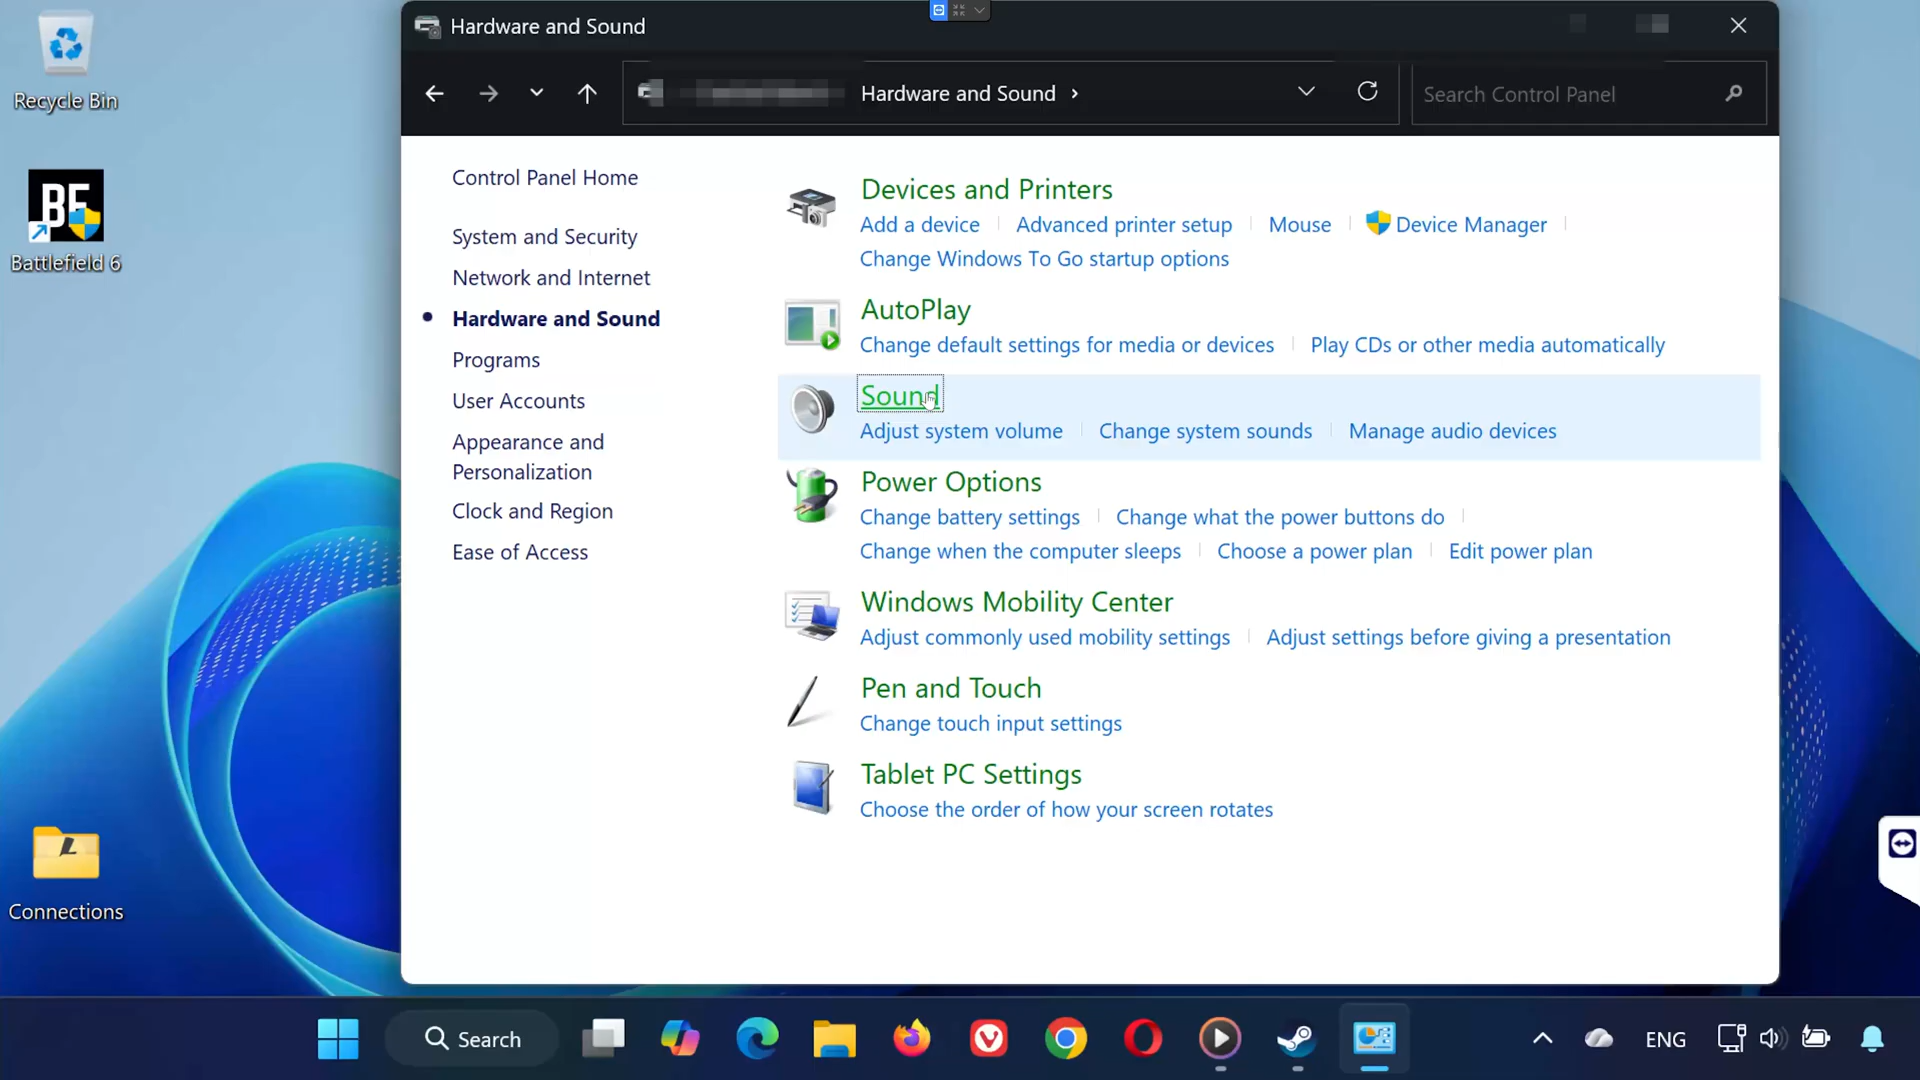 Recycle Bin
BF
Battlefield 6
Connections
Hardware and Sound
Hardware and Sound
Search Control Panel
Control Panel Home
System and Security
Network and Internet
Hardware and Sound
Programs
User Accounts
Appearance and
Personalization
Clock and Region
Ease of Access
Devices and Printers
Add a device
Advanced printer setup
Mouse
Device Manager
Change Windows To Go startup options
AutoPlay
Change default settings for media or devices
Play CDs or other media automatically
Sound
Adjust system volume
Change system sounds
Manage audio devices
Power Options
Change battery settings
Change what the power buttons do
Change when the computer sleeps
Choose a power plan
Edit power plan
Windows Mobility Center
Adjust commonly used mobility settings
Adjust settings before giving a presentation
Pen and Touch
Change touch input settings
Tablet PC Settings
Choose the order of how your screen rotates
Search
ENG